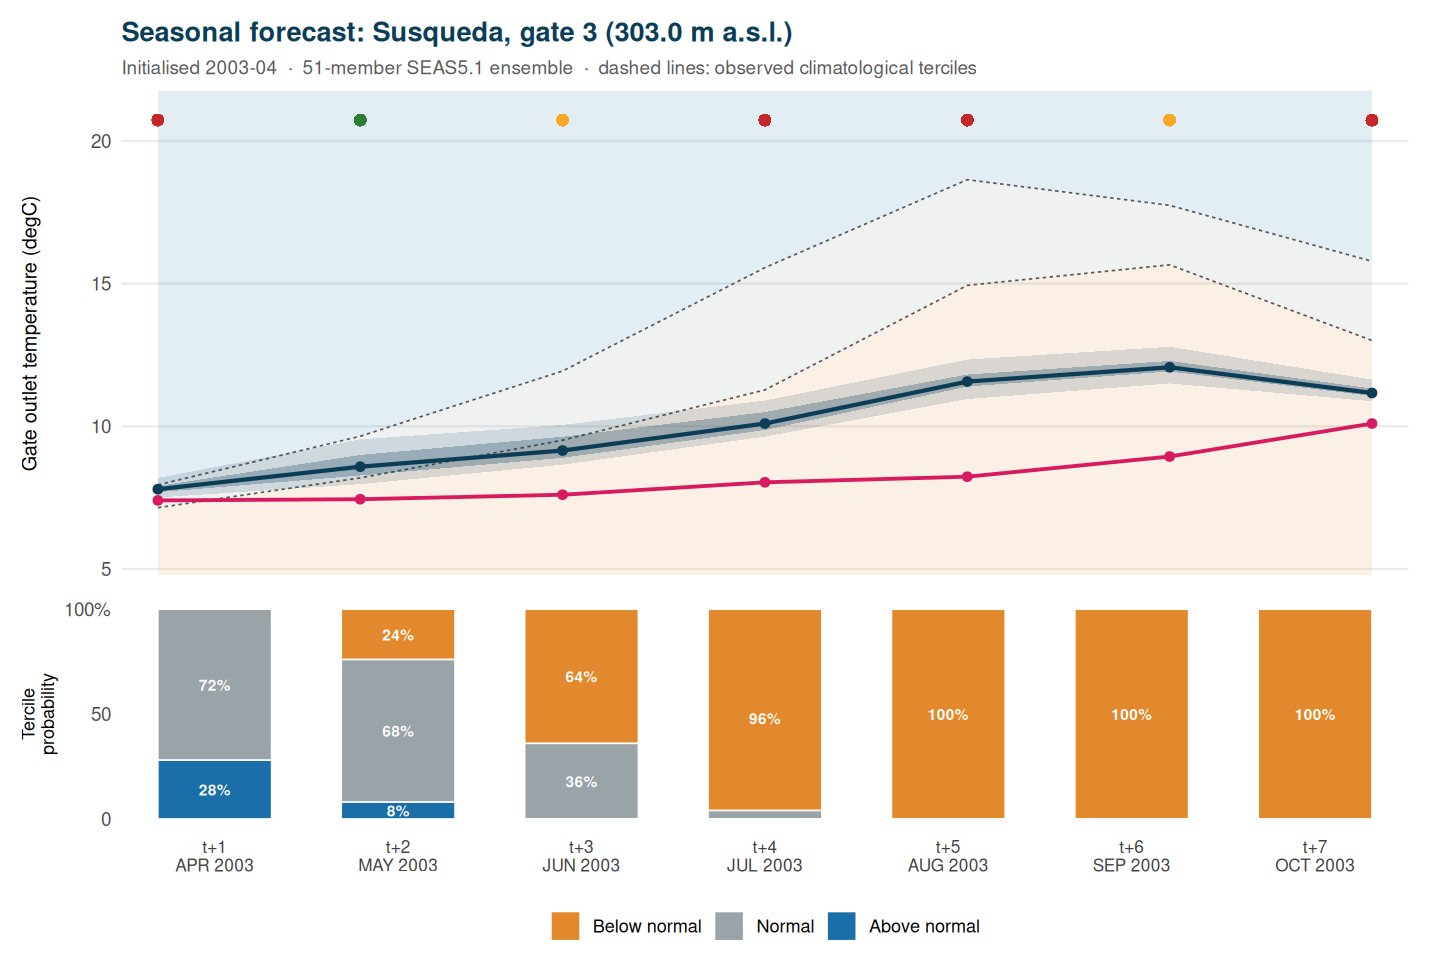 Seasonal forecast: Susqueda, gate 3 (303.0 m a.s.l.)
Initialised 2003-04 · 51-member SEAS5.1 ensemble · dashed lines: observed climatological terciles
Gate outlet temperature (degC)
20
15
10
5
Tercile
probability
100%
50
0
72%
28%
24%
68%
8%
64%
36%
96%
100%
100%
100%
t+1
APR 2003
t+2
MAY 2003
t+3
JUN 2003
t+4
JUL 2003
t+5
AUG 2003
t+6
SEP 2003
t+7
OCT 2003
Below normal
Normal
Above normal